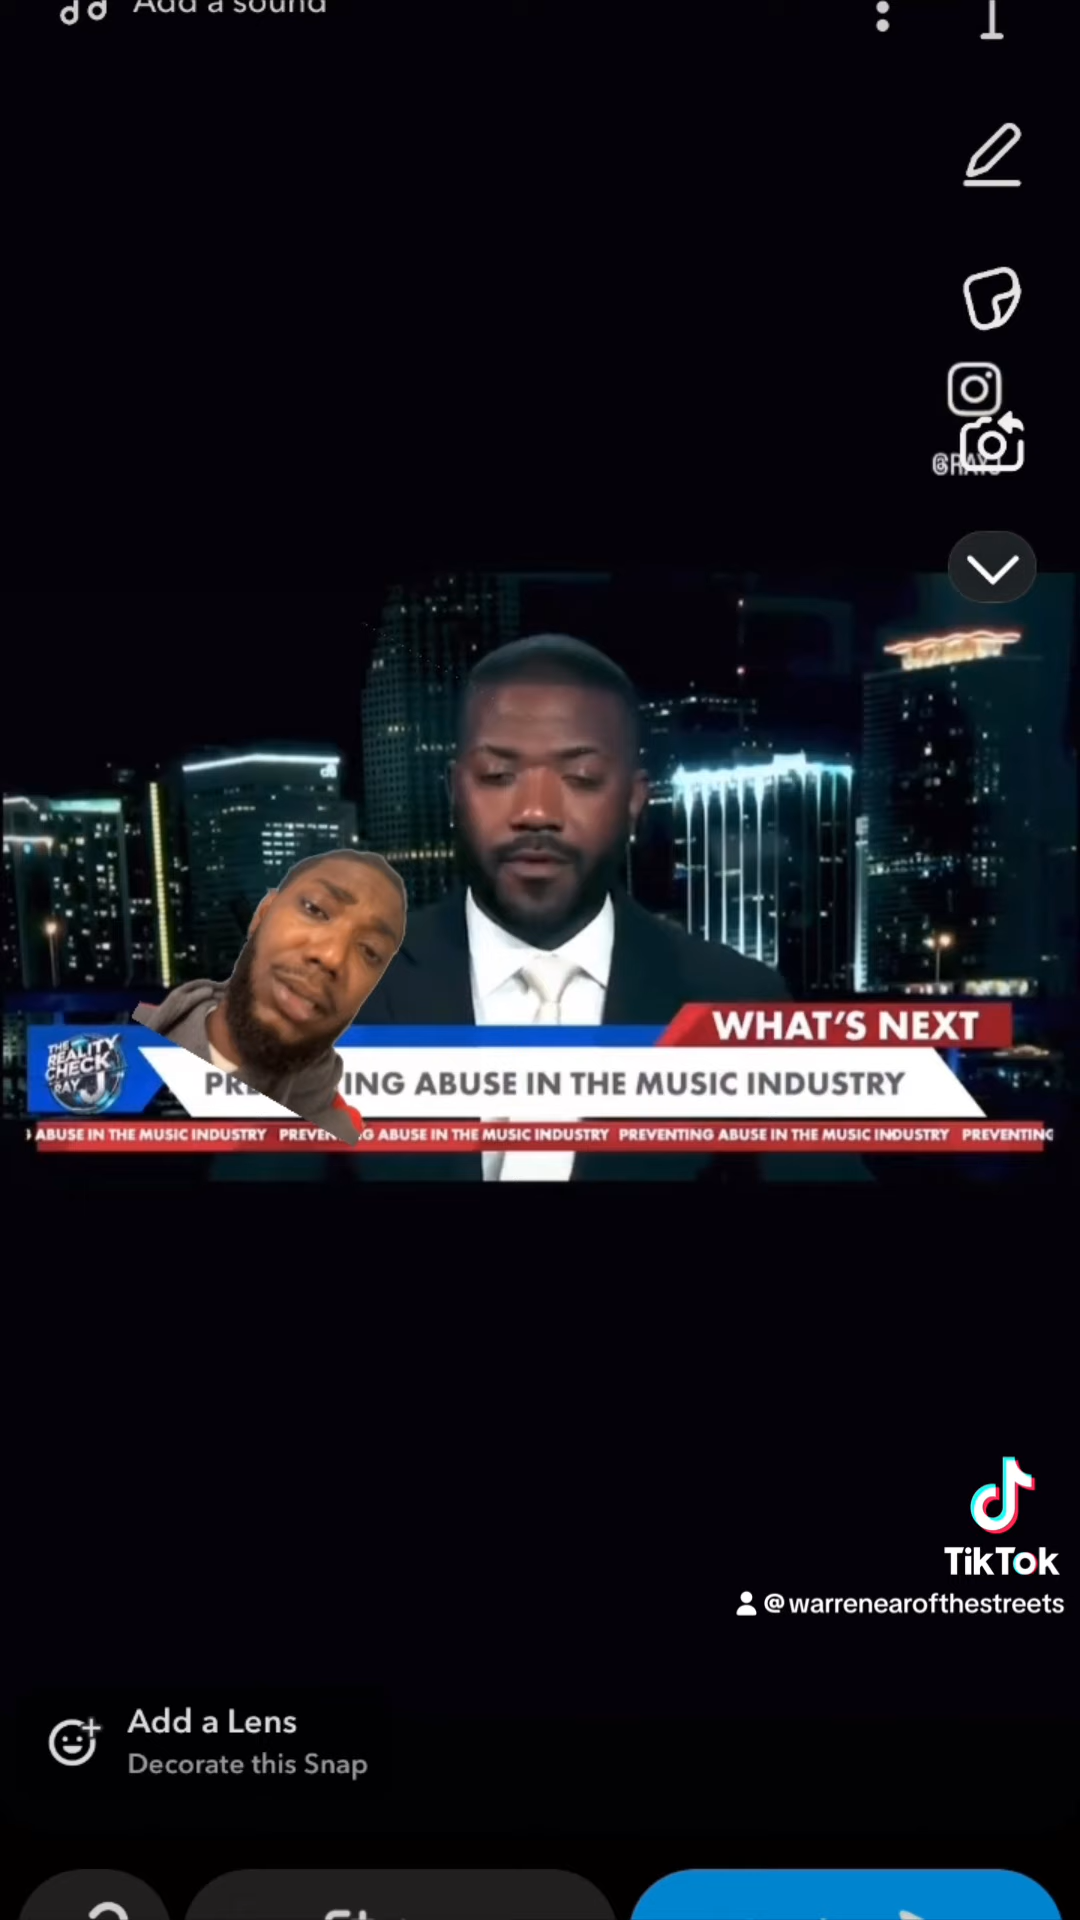 Add a sound
@RAYJ
WHAT'S NEXT
THE
REALITY
CHECK
RAY J
ING ABUSE IN THE MUSIC INDUSTRY
ABUSE IN THE MUSIC INDUSTRY PREVEN G ABUSE IN THE MUSIC INDUSTRY PREVENTING ABUSE IN THE MUSIC INDUSTRY PREVENTING
TikTok
@warrenearofthestreets
Add a Lens
Decorate this Snap